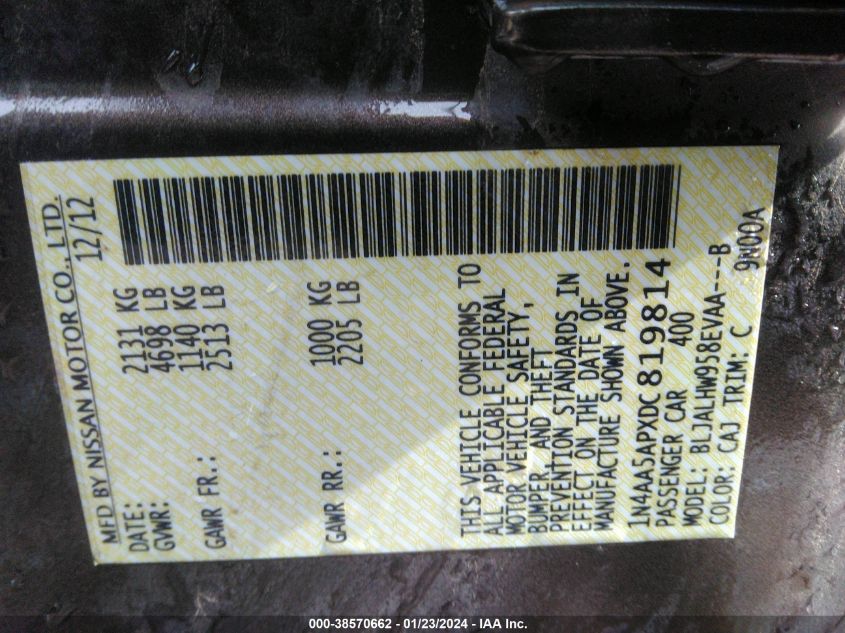 MFD BY NISSAN MOTOR CO., LTD.
DATE: 12/12
GVWR: 2131 KG
4698 LB
GAWR FR.: 1140 KG
2513 LB
GAWR RR.: 1000 KG
2205 LB
THIS VEHICLE CONFORMS TO
ALL APPLICABLE FEDERAL
MOTOR VEHICLE SAFETY,
BUMPER, AND THEFT
PREVENTION STANDARDS IN
EFFECT ON THE DATE OF
MANUFACTURE SHOWN ABOVE.
1N4AA5APXDC819814
PASSENGER CAR 400
MODEL: BLJALHW958EVAA---B
COLOR: CAJ TRIM: C 9N00A
000-38570662 - 01/23/2024 - IAA Inc.